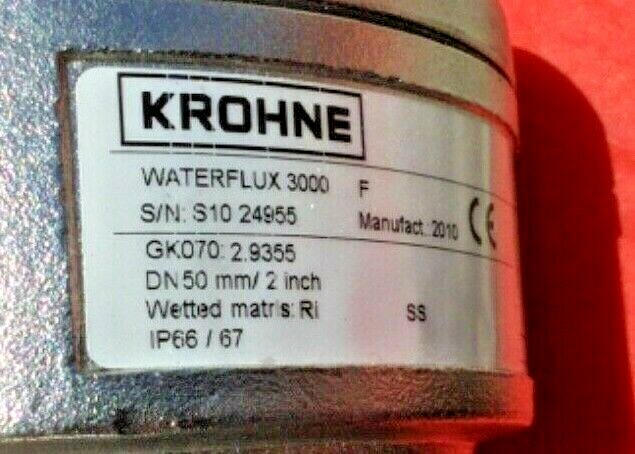 KROHNE
WATERFLUX 3000 F
S/N: S10 24955 Manufact.: 2010 CE
GK070: 2.9355
DN 50 mm/ 2 inch
Wetted matrls: Ri SS
IP66 / 67